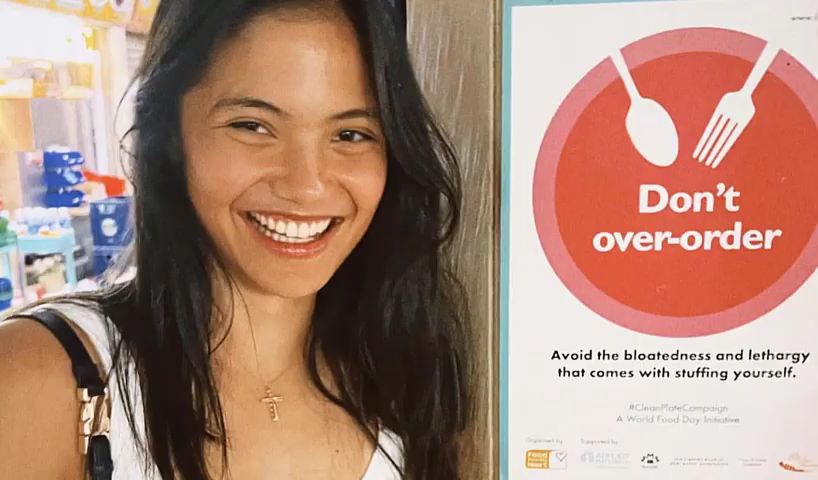 Don't
over-order
Avoid the bloatedness and lethargy
that comes with stuffing yourself.
#CleanPlateCampaign
A World Food Day Initiative
Organised by
Supported by
Food